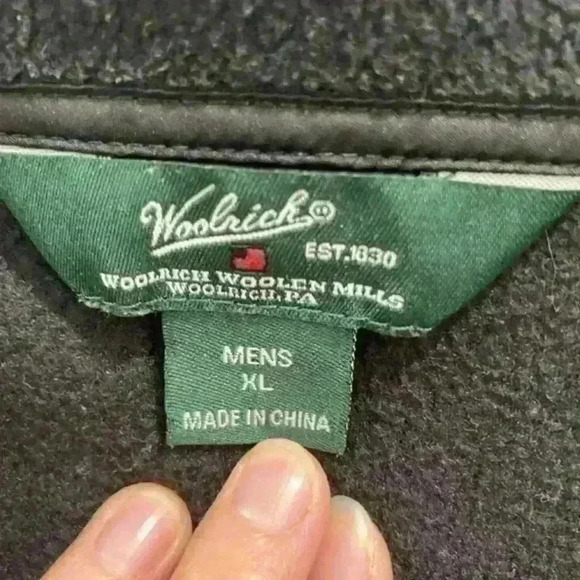 Woolrich®
EST.1830
WOOLRICH WOOLEN MILLS
WOOLRICH, PA
MENS
XL
MADE IN CHINA